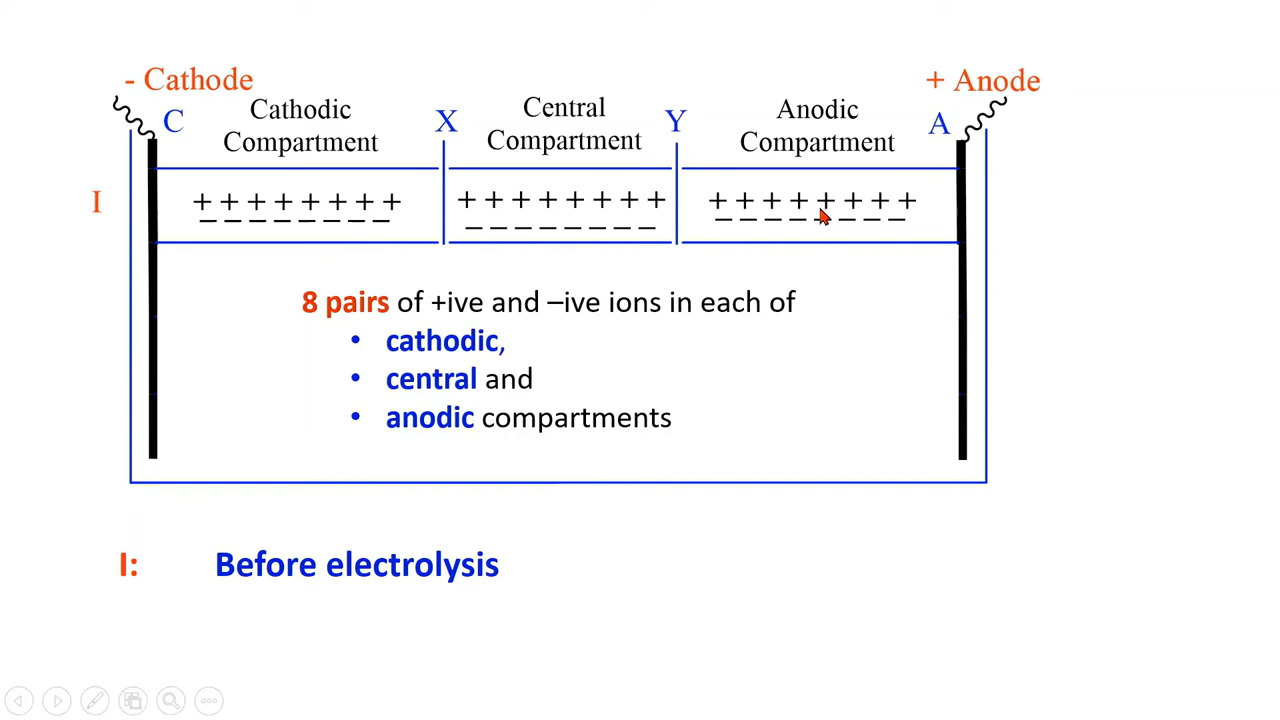 - Cathode
+ Anode
C
Cathodic
Compartment
X
Central
Compartment
Y
Anodic
Compartment
A
I
+ + + + + + + +
– – – – – – – –
+ + + + + + + +
– – – – – – – –
+ + + + + + + +
– – – – – – – –
8 pairs of +ive and –ive ions in each of
• cathodic,
• central and
• anodic compartments
I: Before electrolysis